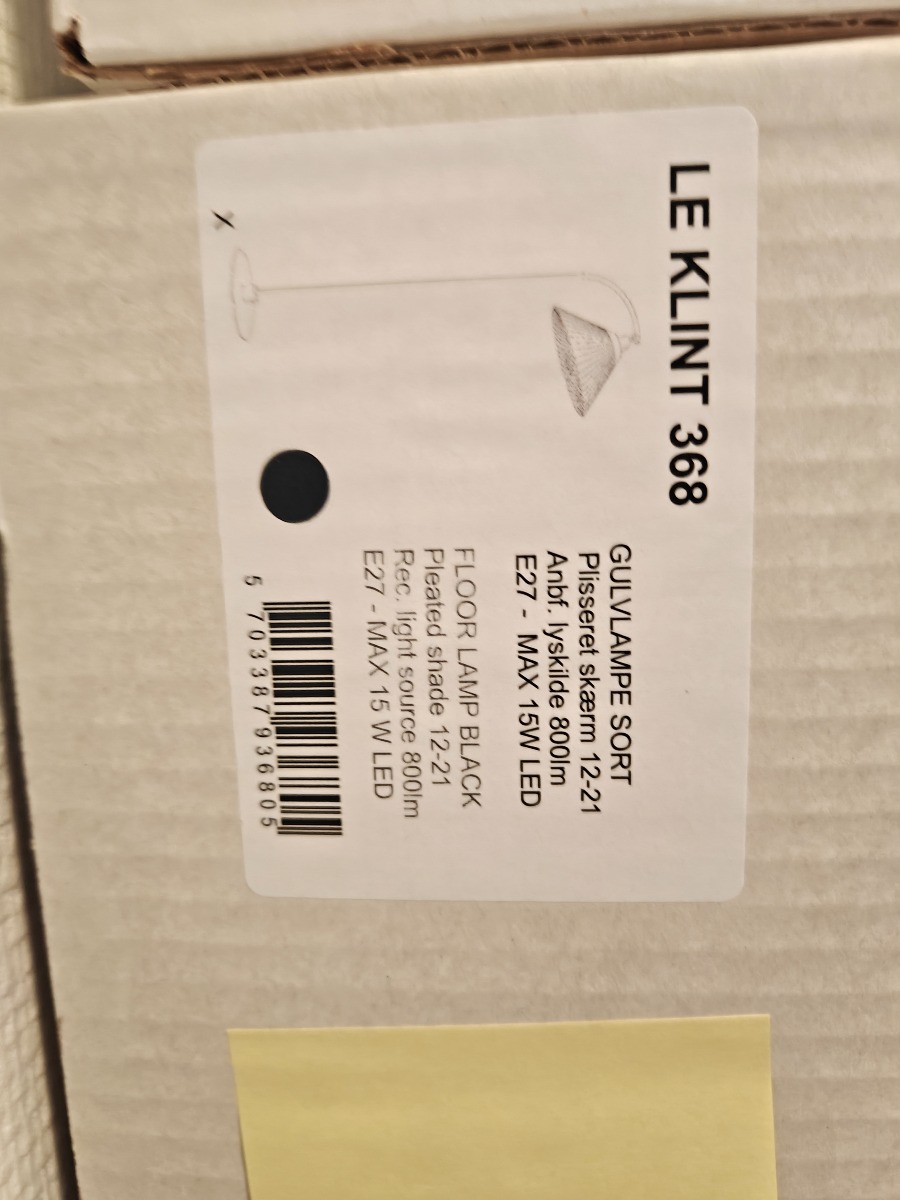 LE KLINT 368
GULVLAMPE SORT
Plisseret skærm 12-21
Anbf. lyskilde 800lm
E27 - MAX 15W LED
FLOOR LAMP BLACK
Pleated shade 12-21
Rec. light source 800lm
E27 - MAX 15 W LED
X
5 703387 936805